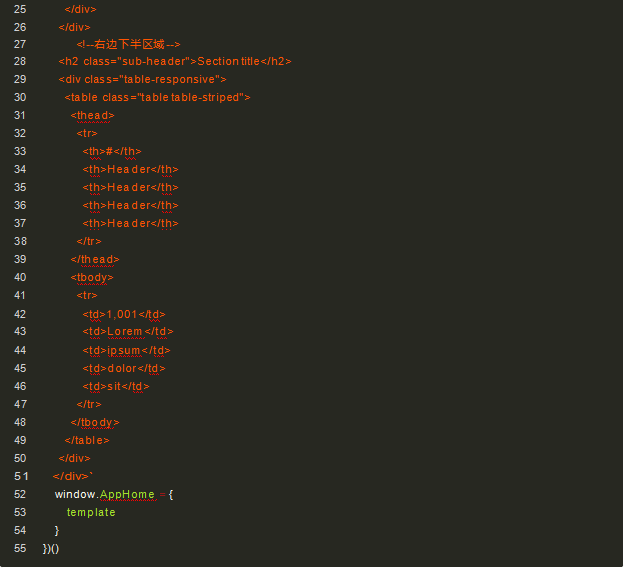 25 </div>
26 </div>
27 <!--右边下半区域-->
28 <h2 class="sub-header">Section title</h2>
29 <div class="table-responsive">
30 <table class="table table-striped">
31 <thead>
32 <tr>
33 <th>#</th>
34 <th>Header</th>
35 <th>Header</th>
36 <th>Header</th>
37 <th>Header</th>
38 </tr>
39 </thead>
40 <tbody>
41 <tr>
42 <td>1,001</td>
43 <td>Lorem</td>
44 <td>ipsum</td>
45 <td>dolor</td>
46 <td>sit</td>
47 </tr>
48 </tbody>
49 </table>
50 </div>
51 </div>`
52 window.AppHome = {
53 template
54 }
55 })()